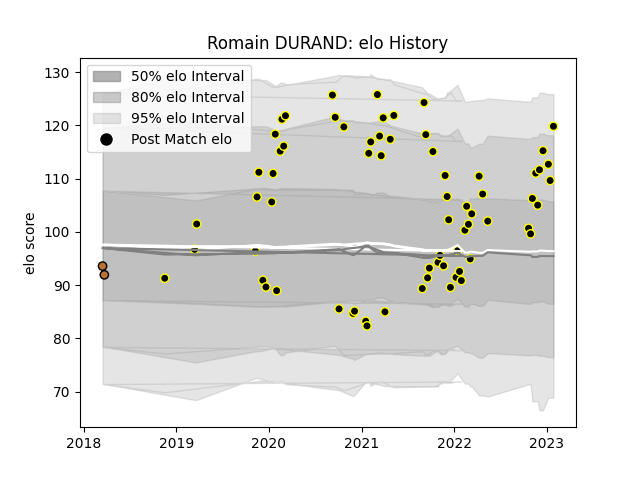 Romain DURAND: elo History
50% elo Interval
80% elo Interval
95% elo Interval
Post Match elo
elo score
130
120
110
100
90
80
70
2018
2019
2020
2021
2022
2023